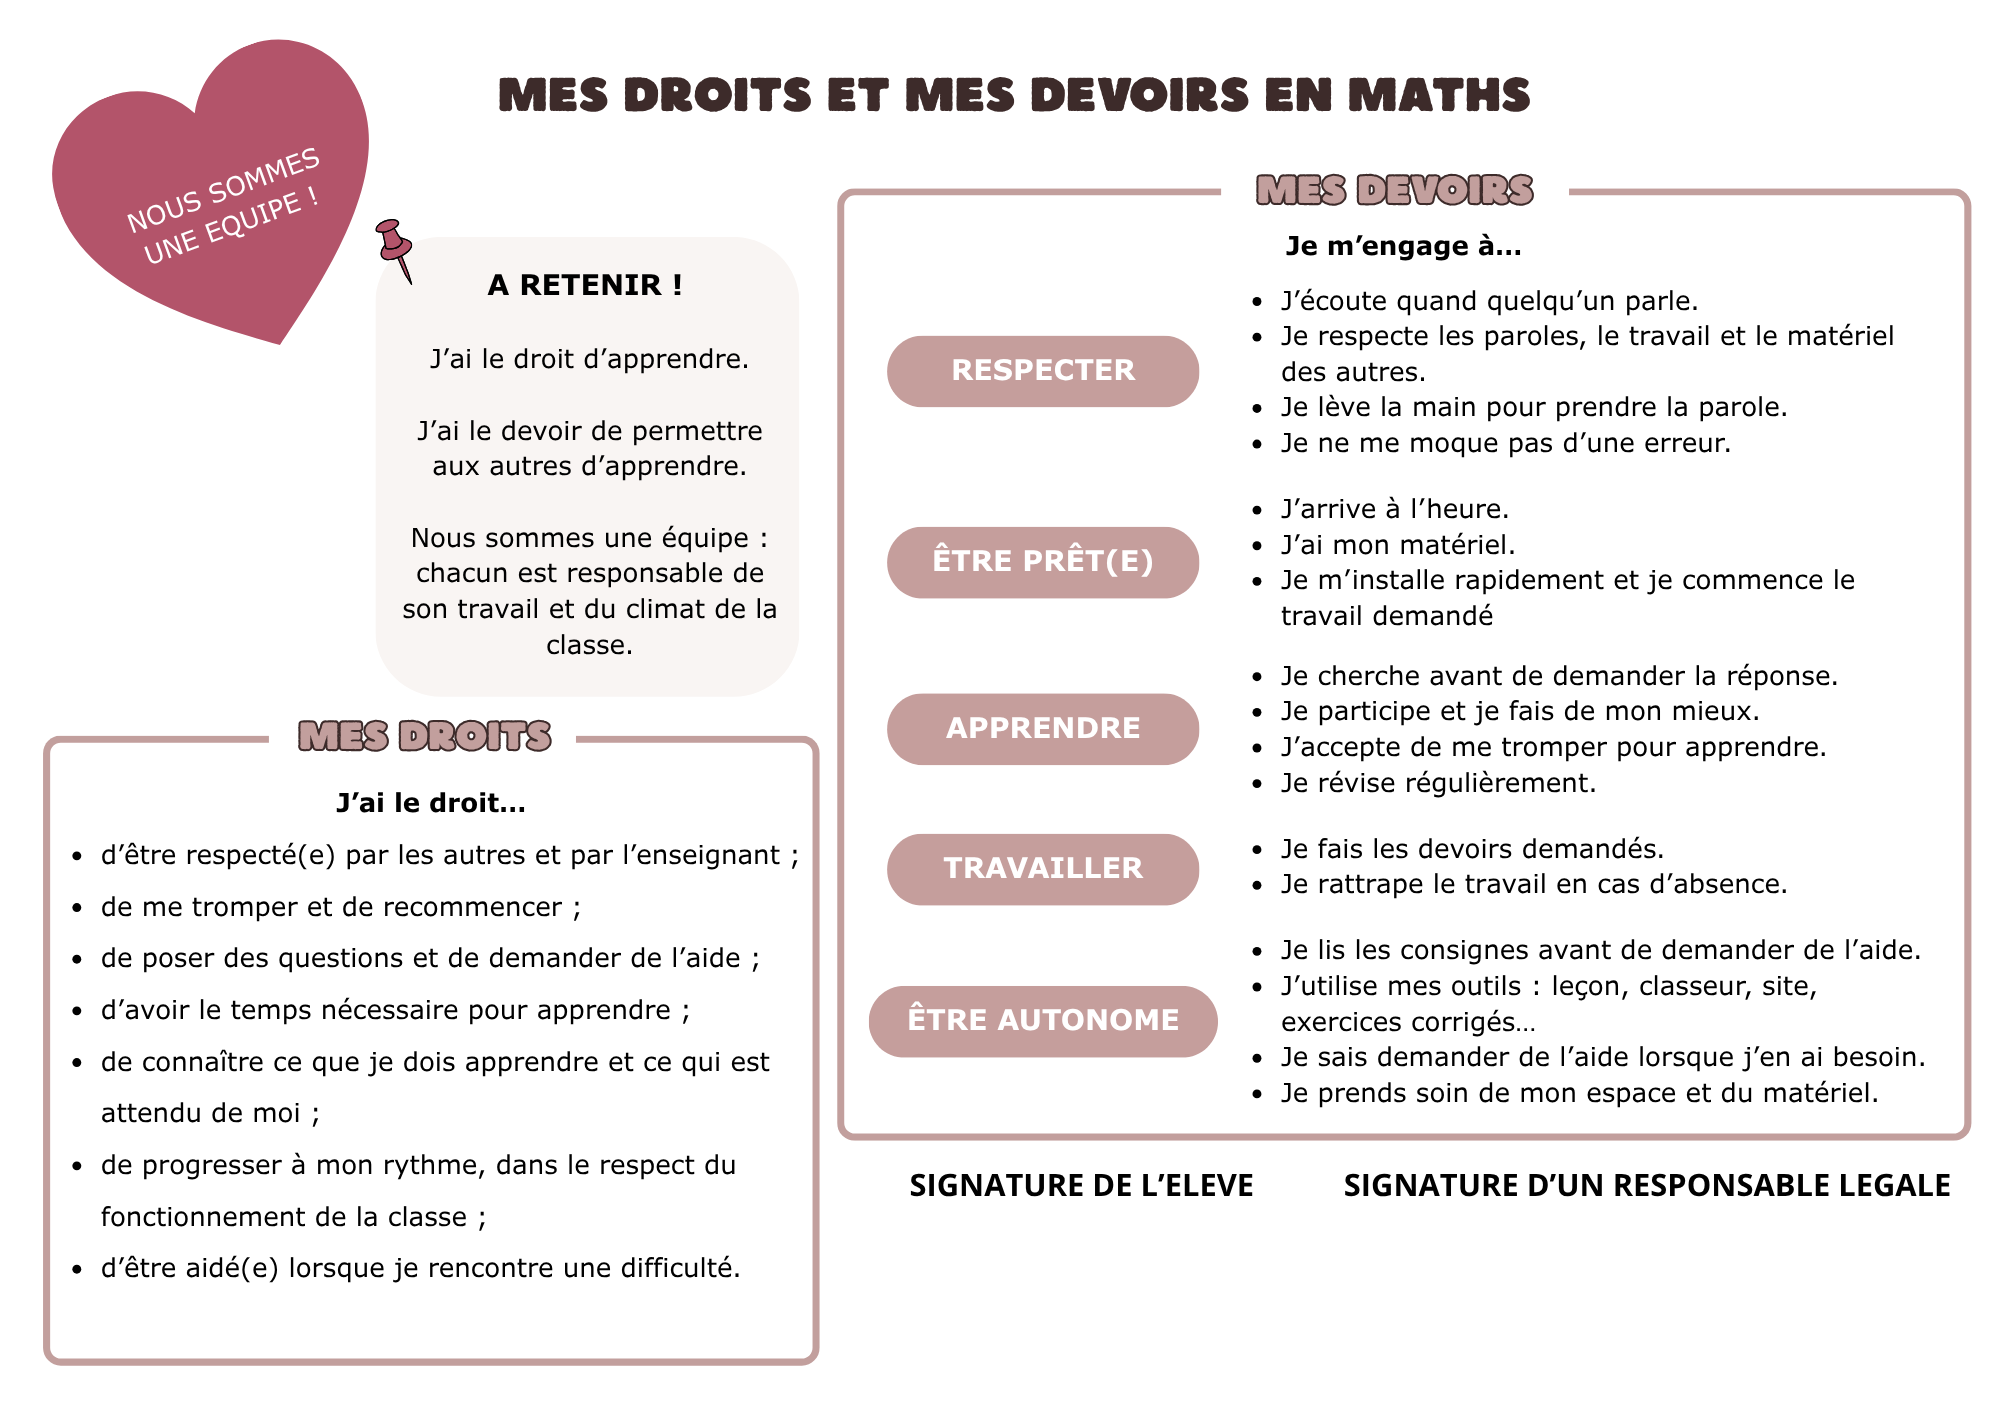 MES DROITS ET MES DEVOIRS EN MATHS
NOUS SOMMES
UNE EQUIPE !
A RETENIR !
J’ai le droit d’apprendre.
J’ai le devoir de permettre
aux autres d’apprendre.
Nous sommes une équipe :
chacun est responsable de
son travail et du climat de la
classe.
MES DROITS
J’ai le droit...
• d’être respecté(e) par les autres et par l’enseignant ;
• de me tromper et de recommencer ;
• de poser des questions et de demander de l’aide ;
• d’avoir le temps nécessaire pour apprendre ;
• de connaître ce que je dois apprendre et ce qui est
attendu de moi ;
• de progresser à mon rythme, dans le respect du
fonctionnement de la classe ;
• d’être aidé(e) lorsque je rencontre une difficulté.
MES DEVOIRS
Je m’engage à...
RESPECTER
• J’écoute quand quelqu’un parle.
• Je respecte les paroles, le travail et le matériel
des autres.
• Je lève la main pour prendre la parole.
• Je ne me moque pas d’une erreur.
ÊTRE PRÊT(E)
• J’arrive à l’heure.
• J’ai mon matériel.
• Je m’installe rapidement et je commence le
travail demandé
APPRENDRE
• Je cherche avant de demander la réponse.
• Je participe et je fais de mon mieux.
• J’accepte de me tromper pour apprendre.
• Je révise régulièrement.
TRAVAILLER
• Je fais les devoirs demandés.
• Je rattrape le travail en cas d’absence.
ÊTRE AUTONOME
• Je lis les consignes avant de demander de l’aide.
• J’utilise mes outils : leçon, classeur, site,
exercices corrigés…
• Je sais demander de l’aide lorsque j’en ai besoin.
• Je prends soin de mon espace et du matériel.
SIGNATURE DE L’ELEVE
SIGNATURE D’UN RESPONSABLE LEGALE